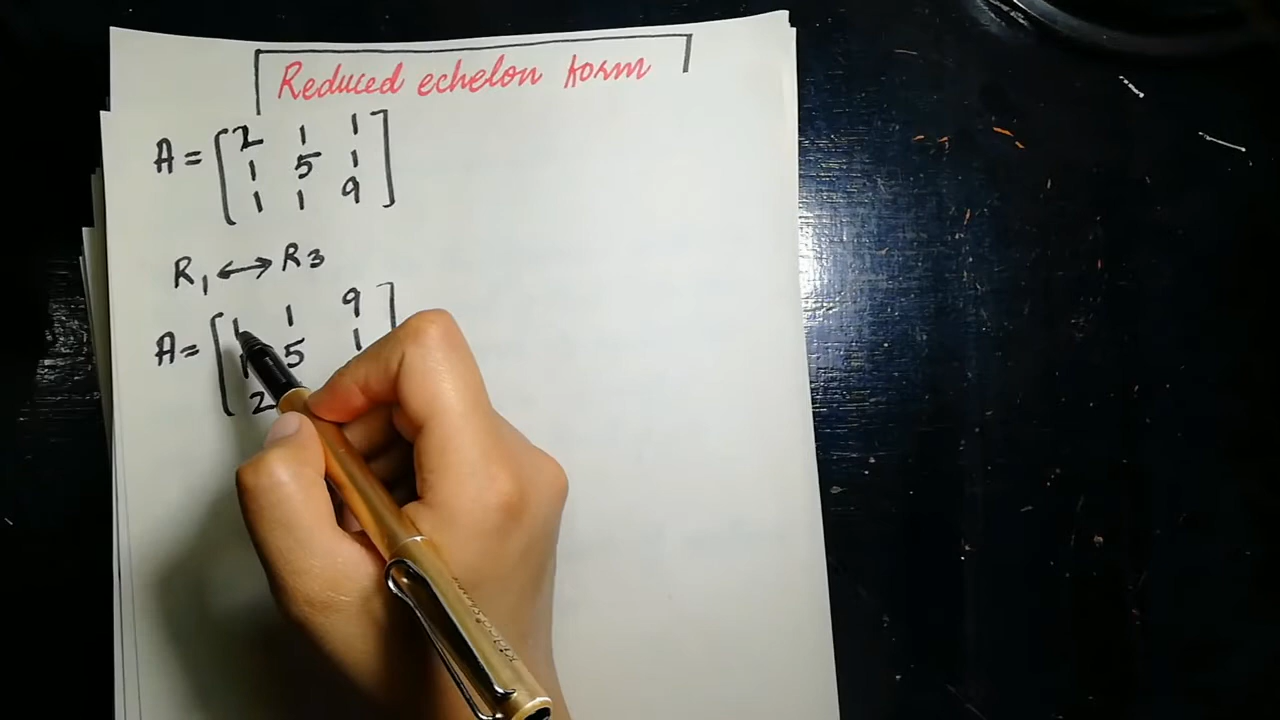 Reduced echelon form
A = [ 2 1 1
1 5 1
1 1 9 ]
R₁ ↔ R3
A = [ 1 1 9
1 5 1
2